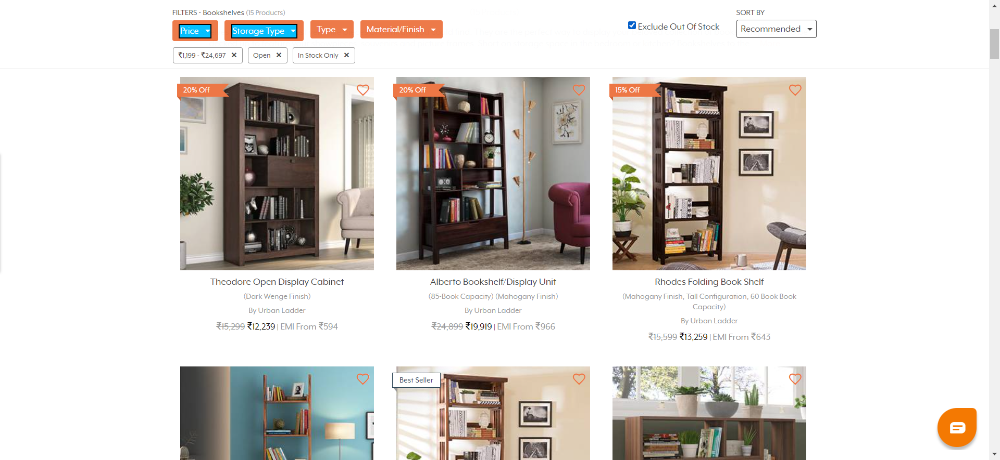 FILTERS - Bookshelves (15 Products)
SORT BY
Price
Storage Type
Type
Material/Finish
Exclude Out Of Stock
Recommended
₹1,199 - ₹24,697 ✕
Open ✕
In Stock Only ✕
20% Off
20% Off
15% Off
Theodore Open Display Cabinet
(Dark Wenge Finish)
By Urban Ladder
₹15,299 ₹12,239 | EMI From ₹594
Alberto Bookshelf/Display Unit
(85-Book Capacity) (Mahogany Finish)
By Urban Ladder
₹24,899 ₹19,919 | EMI From ₹966
Rhodes Folding Book Shelf
(Mahogany Finish, Tall Configuration, 60 Book Book
Capacity)
By Urban Ladder
₹15,599 ₹13,259 | EMI From ₹643
Best Seller